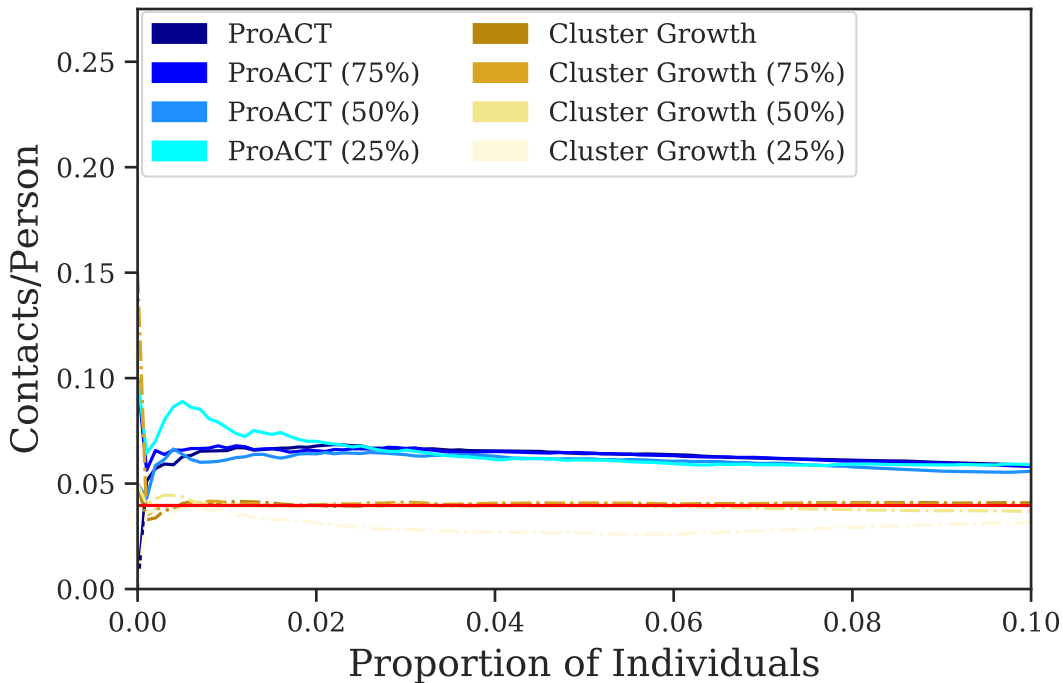 ProACT
ProACT (75%)
ProACT (50%)
ProACT (25%)
Cluster Growth
Cluster Growth (75%)
Cluster Growth (50%)
Cluster Growth (25%)
Contacts/Person
0.25
0.20
0.15
0.10
0.05
0.00
0.00 0.02 0.04 0.06 0.08 0.10
Proportion of Individuals